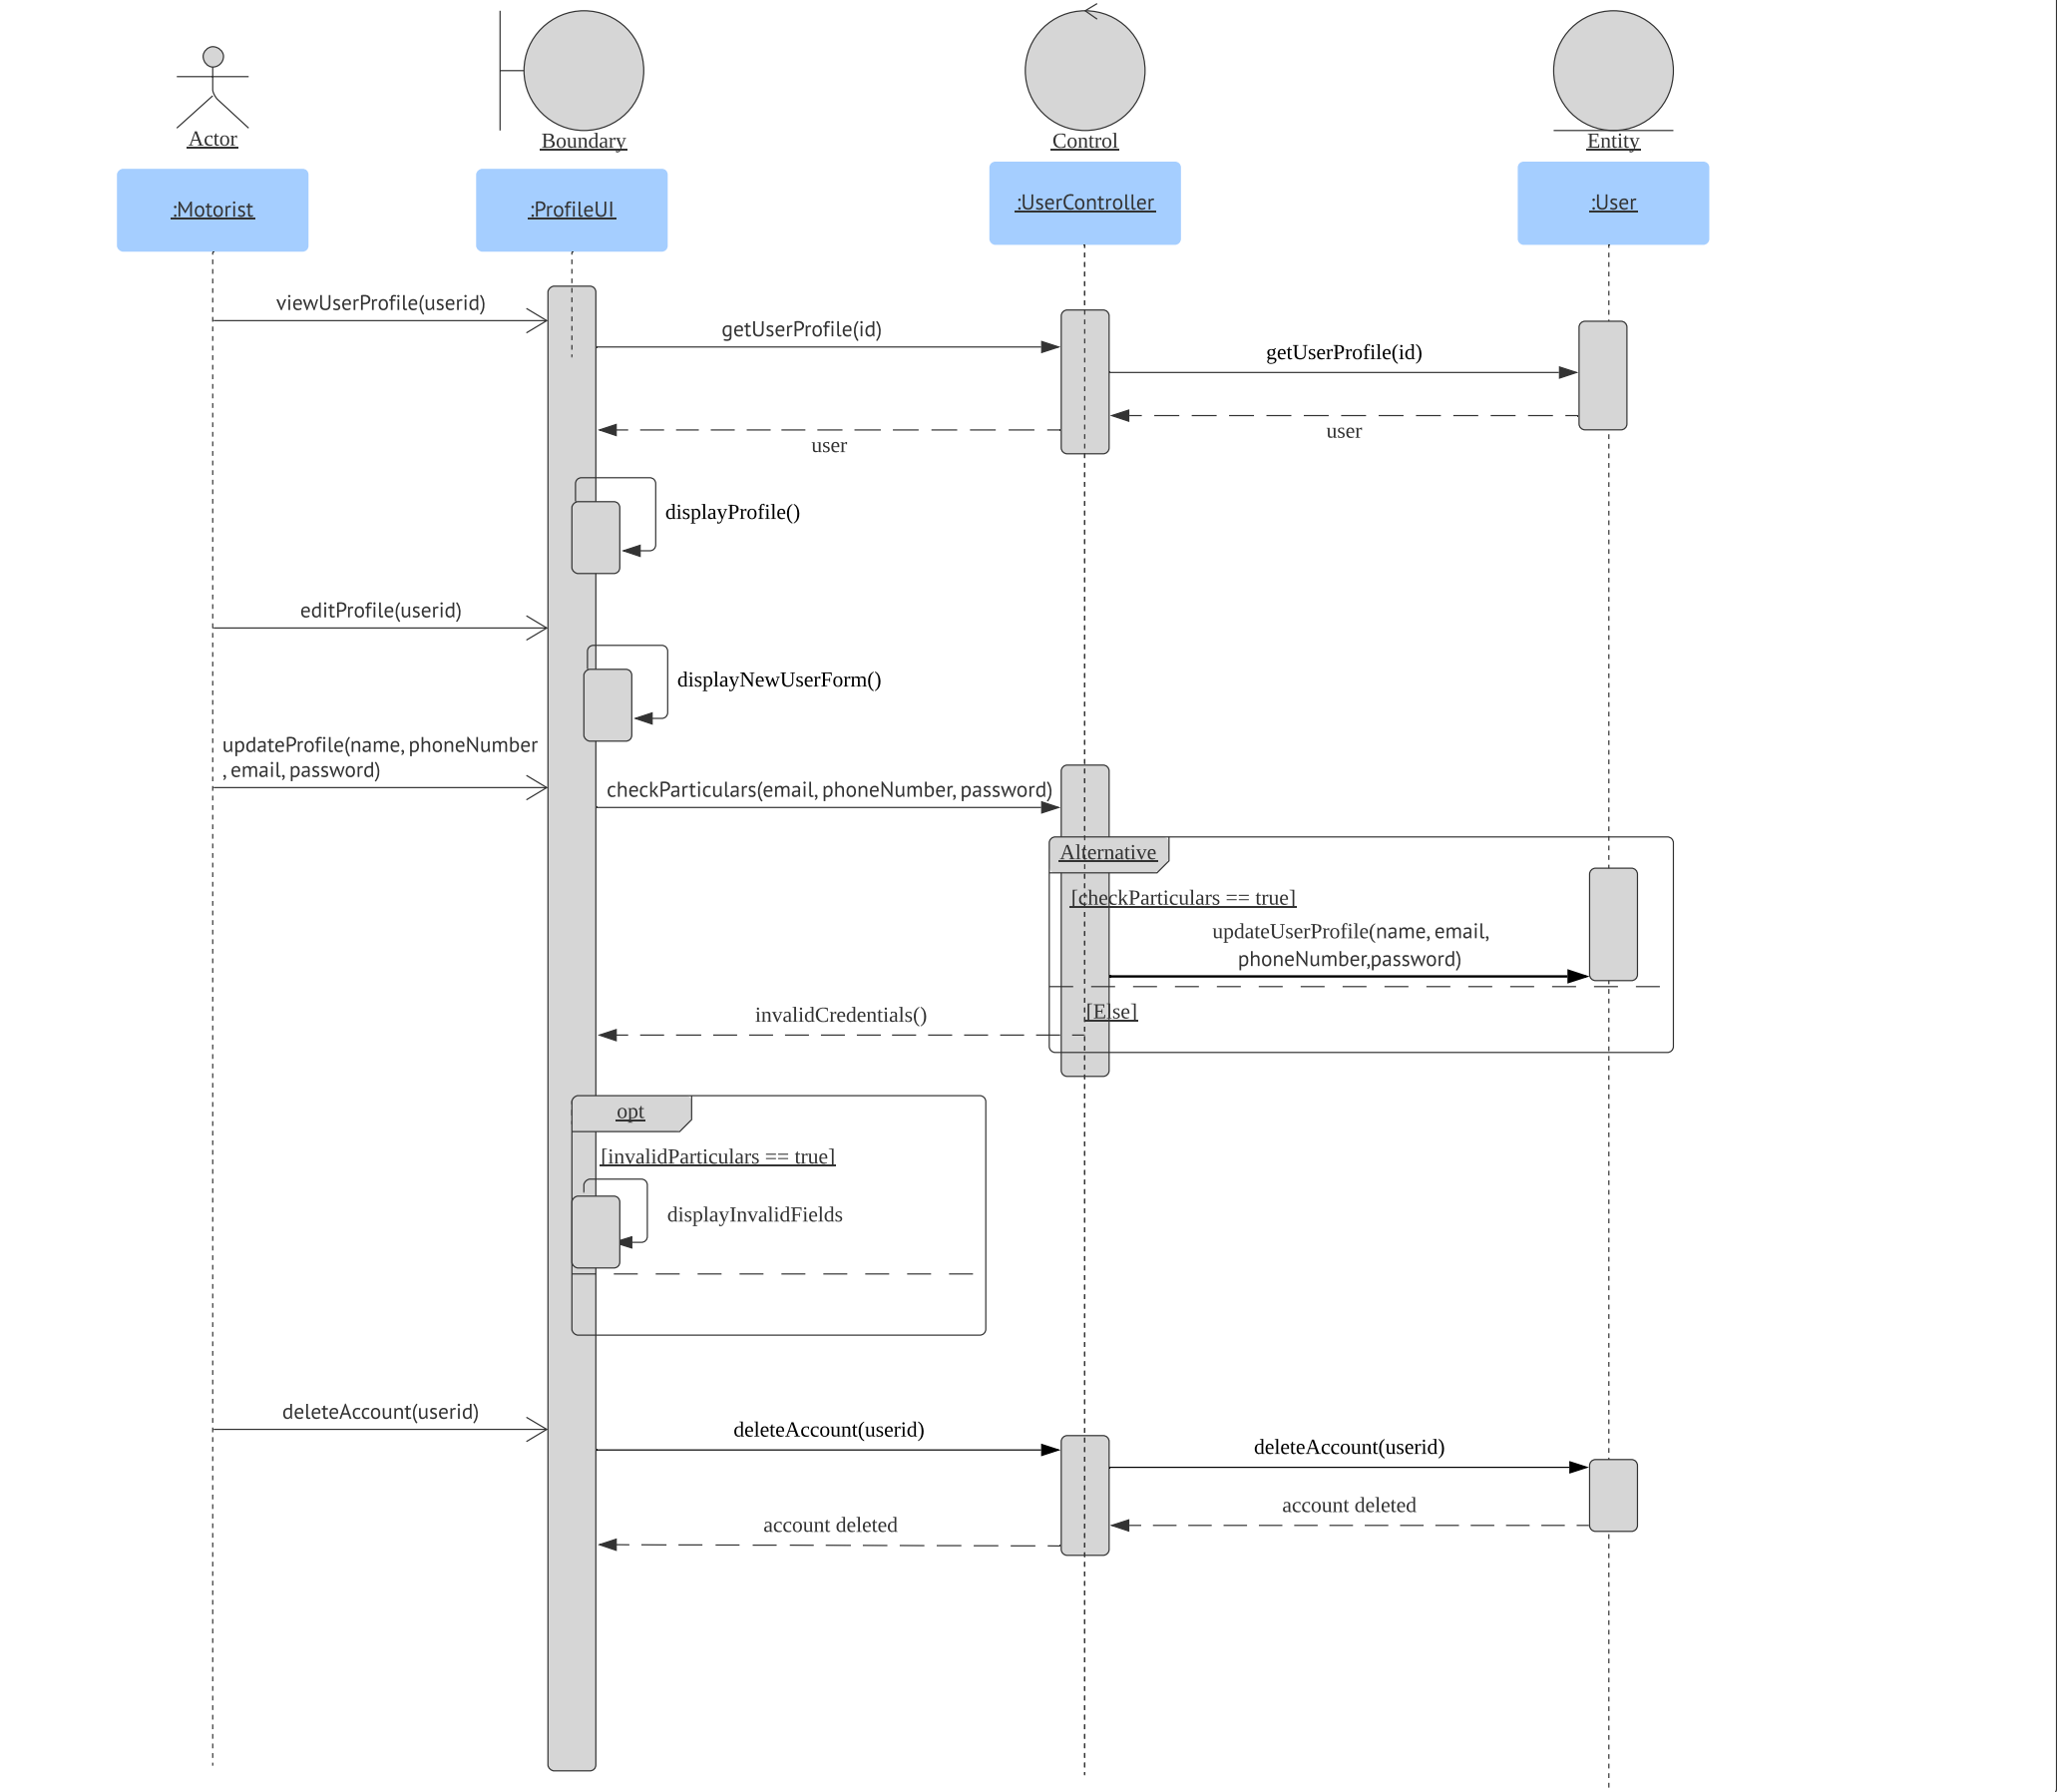 Actor
Boundary
Control
Entity
:Motorist
:ProfileUI
:UserController
:User
viewUserProfile(userid)
getUserProfile(id)
getUserProfile(id)
user
user
displayProfile()
editProfile(userid)
displayNewUserForm()
updateProfile(name, phoneNumber
, email, password)
checkParticulars(email, phoneNumber, password)
Alternative
[checkParticulars == true]
updateUserProfile(name, email,
phoneNumber,password)
[Else]
invalidCredentials()
opt
[invalidParticulars == true]
displayInvalidFields
deleteAccount(userid)
deleteAccount(userid)
deleteAccount(userid)
account deleted
account deleted